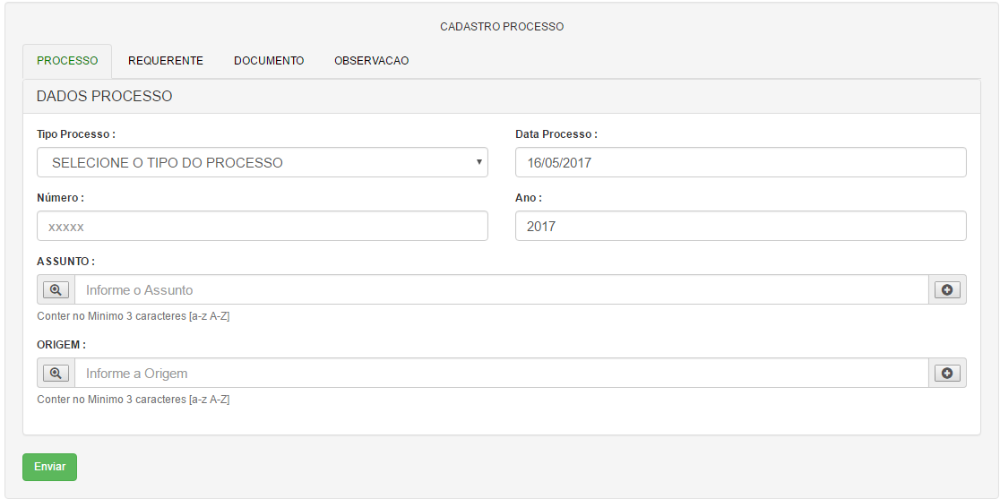 CADASTRO PROCESSO
PROCESSO REQUERENTE DOCUMENTO OBSERVACAO
DADOS PROCESSO
Tipo Processo : Data Processo :
SELECIONE O TIPO DO PROCESSO 16/05/2017
Número : Ano :
xxxxx 2017
ASSUNTO :
Informe o Assunto
Conter no Minimo 3 caracteres [a-z A-Z]
ORIGEM :
Informe a Origem
Conter no Minimo 3 caracteres [a-z A-Z]
Enviar